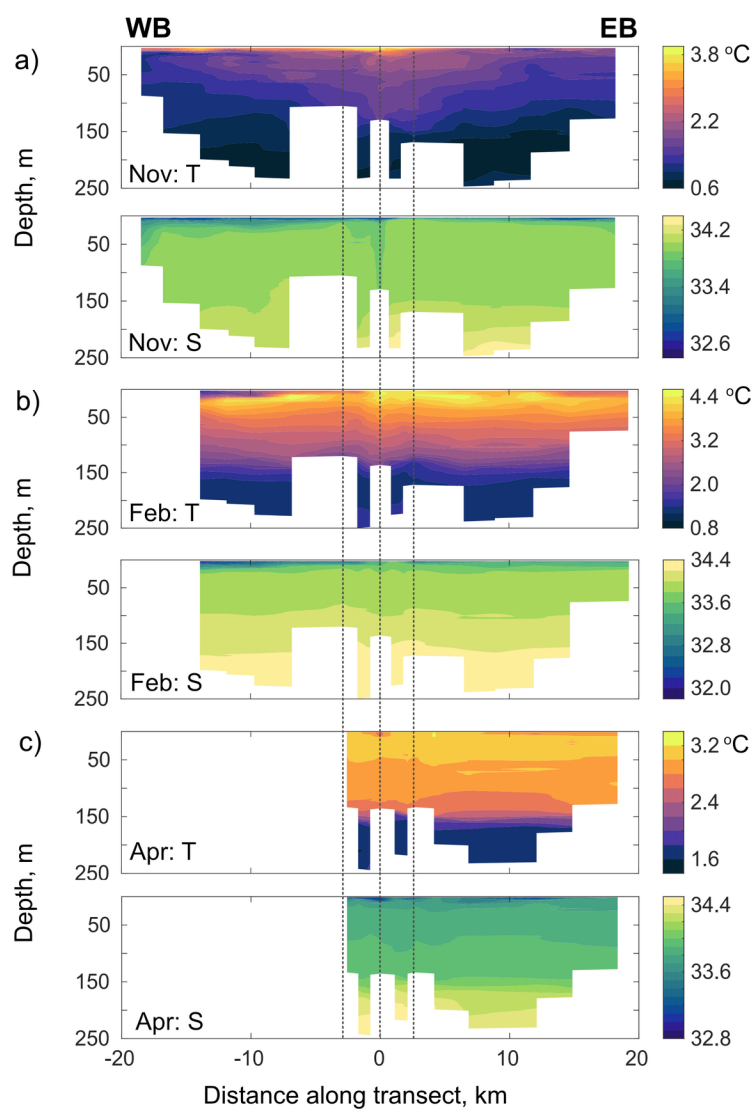 WB EB
a)
Depth, m
50
150
250
Nov: T
3.8 °C
2.2
0.6
50
150
250
Nov: S
34.2
33.4
32.6
b)
Depth, m
50
150
250
Feb: T
4.4 °C
3.2
2.0
0.8
50
150
250
Feb: S
34.4
33.6
32.8
32.0
c)
Depth, m
50
150
250
Apr: T
3.2 °C
2.4
1.6
50
150
250
Apr: S
34.4
33.6
32.8
-20 -10 0 10 20
Distance along transect, km